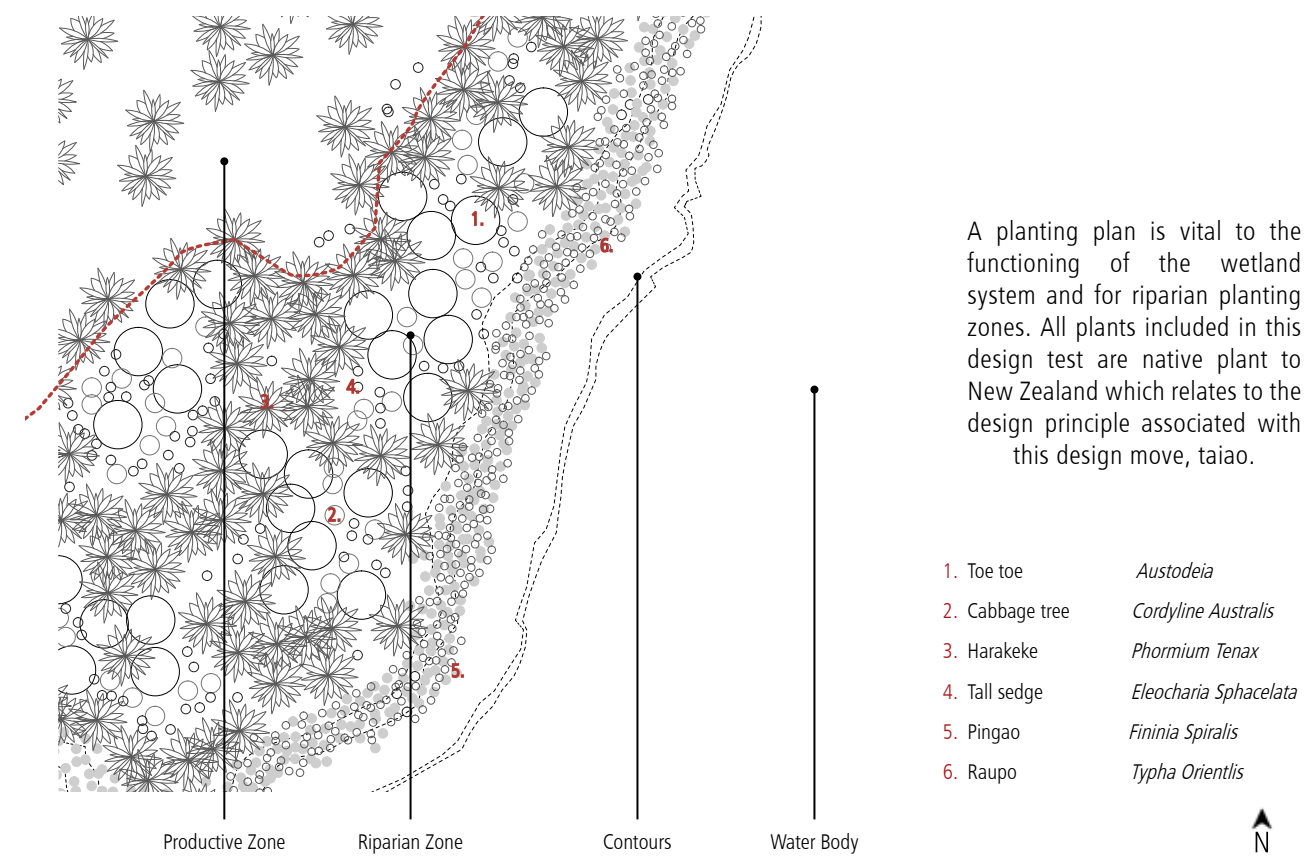 1.
6.
4.
3.
2.
5.
Productive Zone
Riparian Zone
Contours
Water Body
A planting plan is vital to the
functioning of the wetland
system and for riparian planting
zones. All plants included in this
design test are native plant to
New Zealand which relates to the
design principle associated with
this design move, taiao.
1. Toe toe Austodeia
2. Cabbage tree Cordyline Australis
3. Harakeke Phormium Tenax
4. Tall sedge Eleocharia Sphacelata
5. Pingao Fininia Spiralis
6. Raupo Typha Orientlis
N